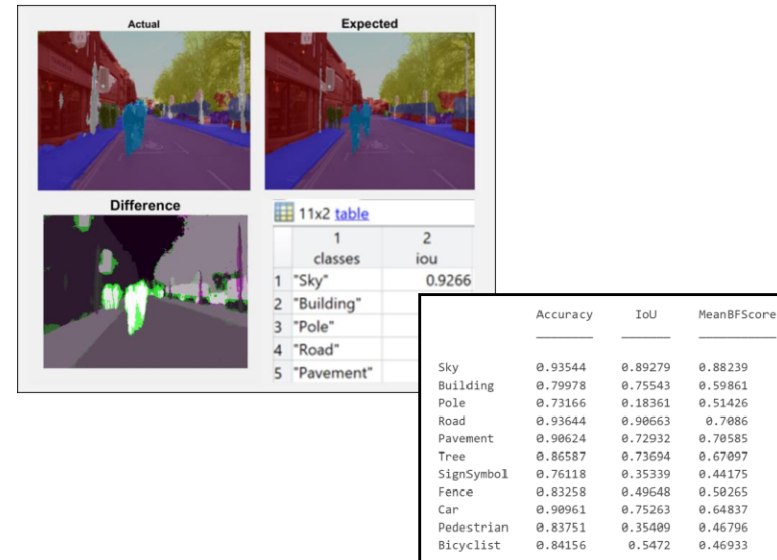 Actual Expected
Difference
11x2 table
1 2
classes iou
1 "Sky" 0.9266
2 "Building"
3 "Pole"
4 "Road"
5 "Pavement"
Accuracy IoU MeanBFScore
Sky 0.93544 0.89279 0.88239
Building 0.79978 0.75543 0.59861
Pole 0.73166 0.18361 0.51426
Road 0.93644 0.90663 0.7086
Pavement 0.90624 0.72932 0.70585
Tree 0.86587 0.73694 0.67097
SignSymbol 0.76118 0.35339 0.44175
Fence 0.83258 0.49648 0.50265
Car 0.90961 0.75263 0.64837
Pedestrian 0.83751 0.35409 0.46796
Bicyclist 0.84156 0.5472 0.46933